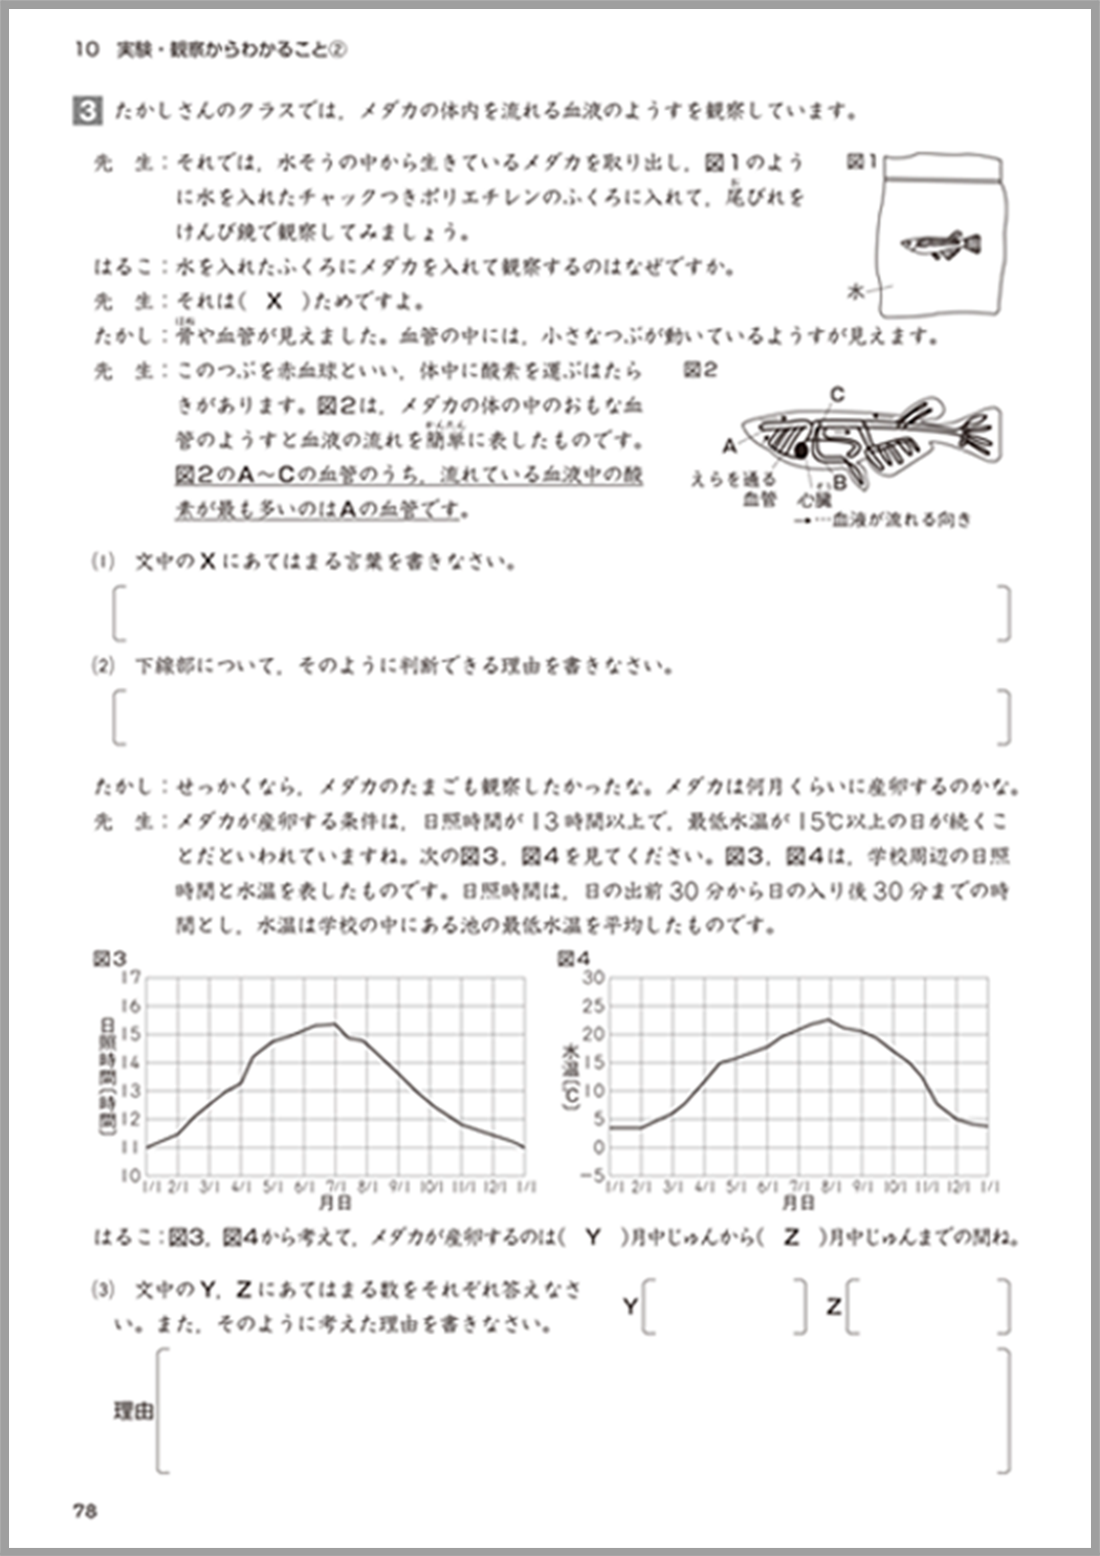 10 実験・観察からわかること②
3 たかしさんのクラスでは，メダカの体内を流れる血液のようすを観察しています。
先　生：それでは，水そうの中から生きているメダカを取り出し，図1のよう
に水を入れたチャックつきポリエチレンのふくろに入れて，尾びれを
お
けんび鏡で観察してみましょう。
図1
水
はるこ：水を入れたふくろにメダカを入れて観察するのはなぜですか。
先　生：それは(　X　)ためですよ。
ほね
たかし：骨や血管が見えました。血管の中には，小さなつぶが動いているようすが見えます。
先　生：このつぶを赤血球といい，体中に酸素を運ぶはたら
きがあります。図2は，メダカの体の中のおもな血
かんたん
管のようすと血液の流れを簡単に表したものです。
図2のA～Cの血管のうち，流れている血液中の酸
素が最も多いのはAの血管です。
図2
C
A
B
えらを通る
血管
ぞう
心臓
→…血液が流れる向き
(1)　文中のXにあてはまる言葉を書きなさい。
(2)　下線部について，そのように判断できる理由を書きなさい。
たかし：せっかくなら，メダカのたまごも観察したかったな。メダカは何月くらいに産卵するのかな。
先　生：メダカが産卵する条件は，日照時間が13時間以上で，最低水温が15℃以上の日が続くこ
とだといわれていますね。次の図3，図4を見てください。図3，図4は，学校周辺の日照
時間と水温を表したものです。日照時間は，日の出前30分から日の入り後30分までの時
間とし，水温は学校の中にある池の最低水温を平均したものです。
図3
17
16
15
14
13
12
11
10
日照時間〔時間〕
1/1 2/1 3/1 4/1 5/1 6/1 7/1 8/1 9/1 10/1 11/1 12/1 1/1
月日
図4
30
25
20
15
10
5
0
−5
水温〔℃〕
1/1 2/1 3/1 4/1 5/1 6/1 7/1 8/1 9/1 10/1 11/1 12/1 1/1
月日
はるこ：図3，図4から考えて，メダカが産卵するのは(　Y　)月中じゅんから(　Z　)月中じゅんまでの間ね。
(3)　文中のY，Zにあてはまる数をそれぞれ答えなさ
い。また，そのように考えた理由を書きなさい。
Y
Z
理由
78